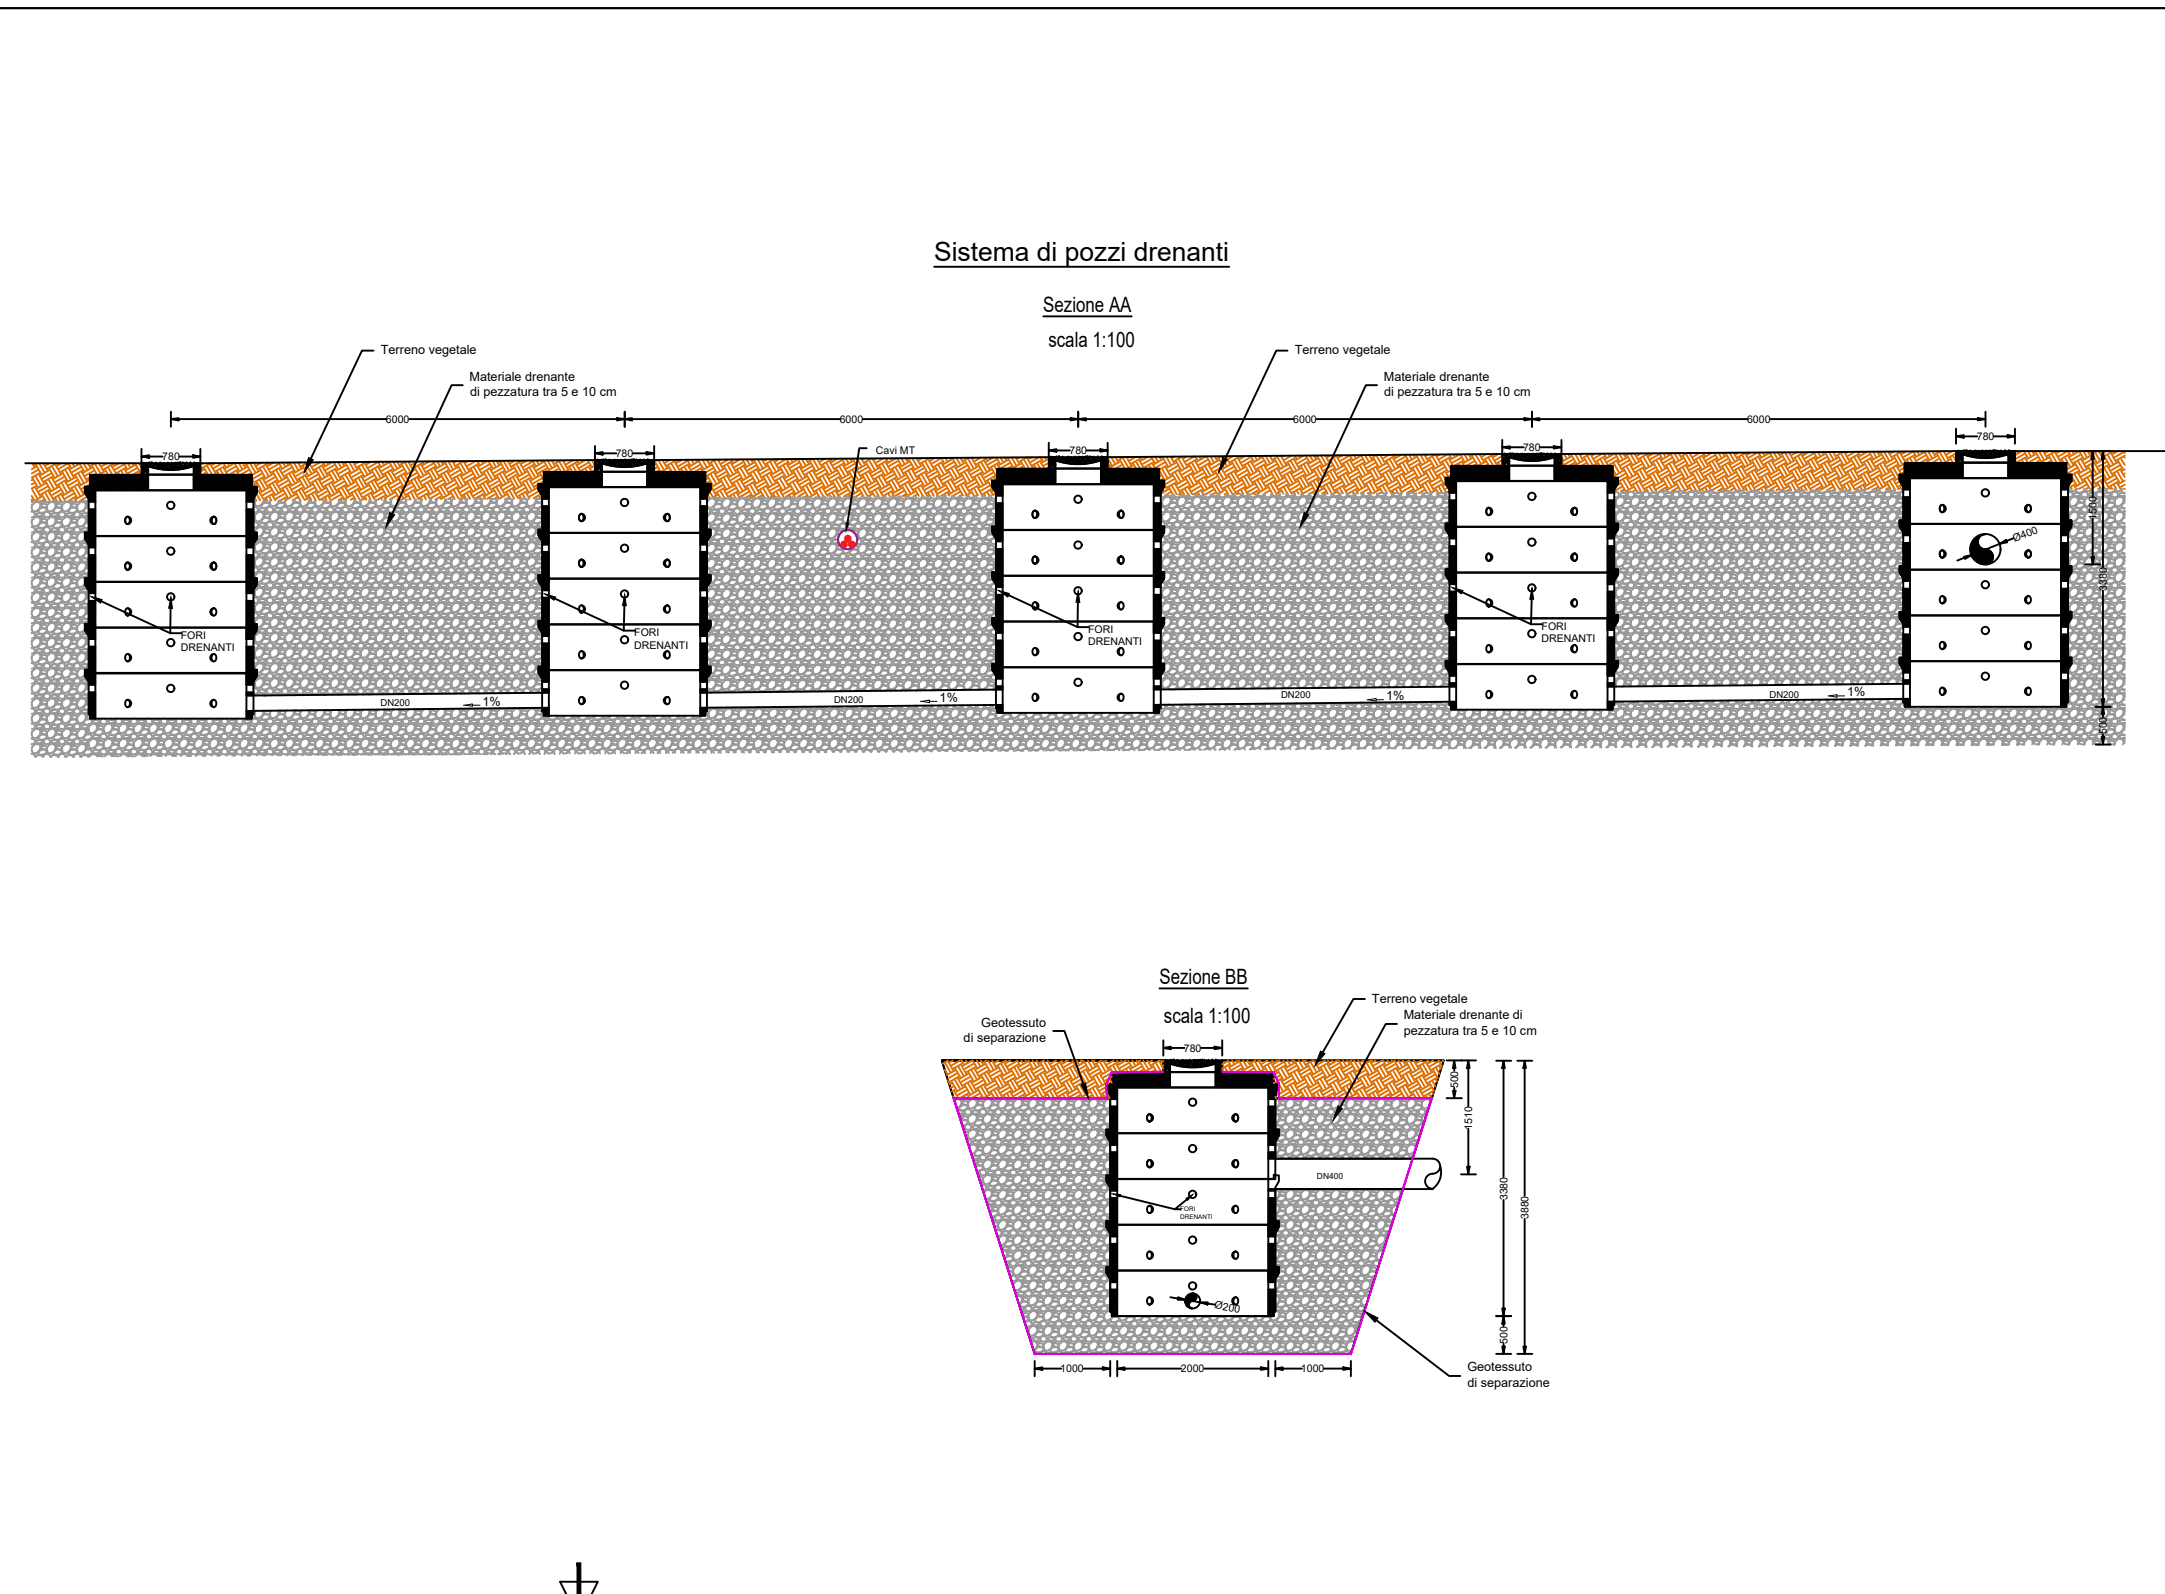 Sistema di pozzi drenanti
Sezione AA
scala 1:100
Terreno vegetale
Terreno vegetale
Materiale drenante
di pezzatura tra 5 e 10 cm
Materiale drenante
di pezzatura tra 5 e 10 cm
6000
6000
6000
6000
780
780
780
780
780
Cavi MT
1500
Ø400
3380
FORI
DRENANTI
FORI
DRENANTI
FORI
DRENANTI
FORI
DRENANTI
DN200
1%
DN200
1%
DN200
1%
DN200
1%
500
Sezione BB
scala 1:100
Terreno vegetale
Materiale drenante di
pezzatura tra 5 e 10 cm
Geotessuto
di separazione
780
500
1510
DN400
3380
3880
FORI
DRENANTI
Ø200
500
1000
2000
1000
Geotessuto
di separazione